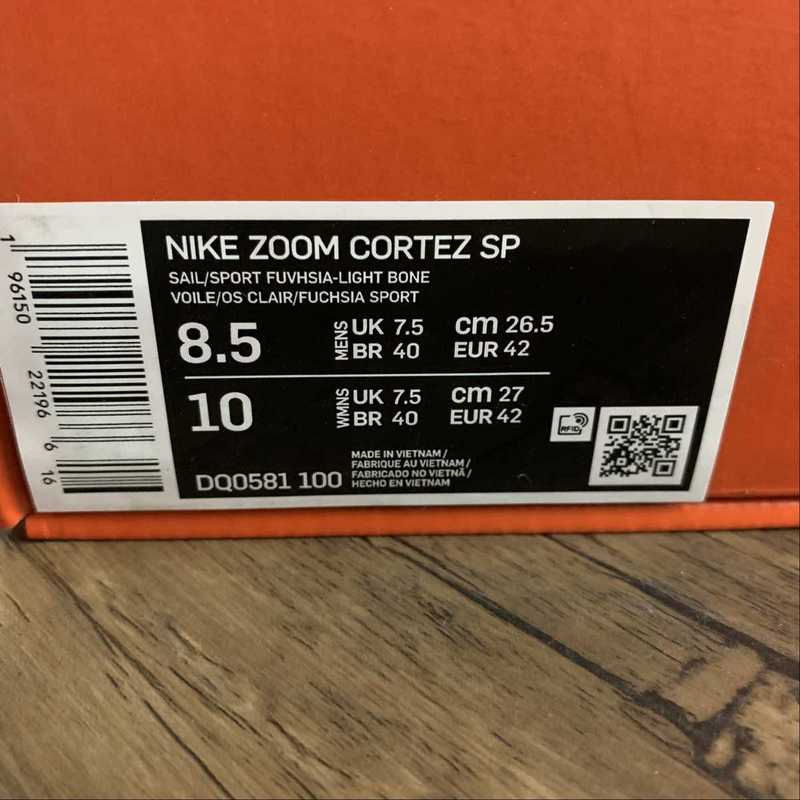 NIKE ZOOM CORTEZ SP
SAIL/SPORT FUVHSIA-LIGHT BONE
VOILE/OS CLAIR/FUCHSIA SPORT
8.5 MENS UK 7.5 cm 26.5
BR 40 EUR 42
10 WMNS UK 7.5 cm 27
BR 40 EUR 42
RFID
DQ0581 100
MADE IN VIETNAM /
FABRIQUE AU VIETNAM /
FABRICADO NO VIETNÃ /
HECHO EN VIETNAM
1 96150 22196 6 16